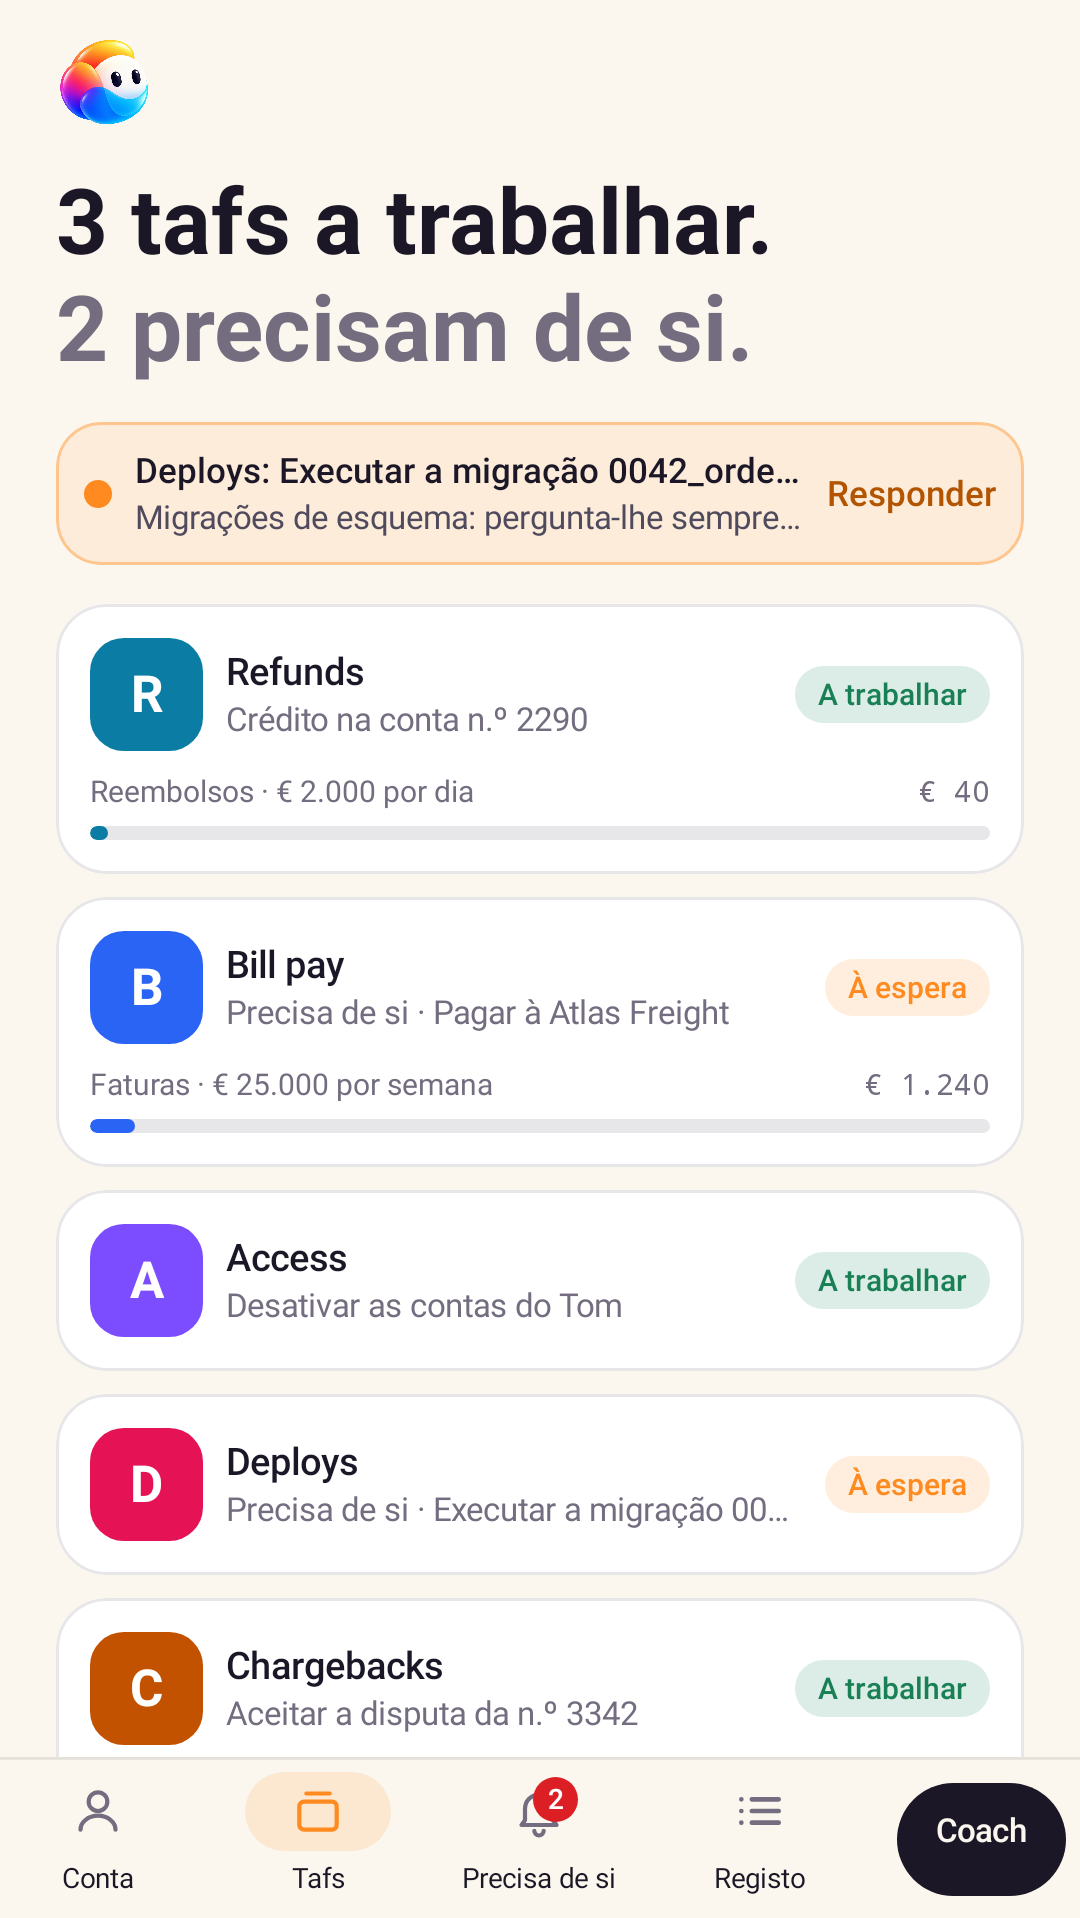 3 tafs a trabalhar.
2 precisam de si.
Deploys: Executar a migração 0042_orde…
Migrações de esquema: pergunta-lhe sempre…
Responder
R
Refunds
Crédito na conta n.º 2290
A trabalhar
Reembolsos · € 2.000 por dia
€ 40
B
Bill pay
Precisa de si · Pagar à Atlas Freight
À espera
Faturas · € 25.000 por semana
€ 1.240
A
Access
Desativar as contas do Tom
A trabalhar
D
Deploys
Precisa de si · Executar a migração 00…
À espera
C
Chargebacks
Aceitar a disputa da n.º 3342
A trabalhar
Conta
Tafs
2
Precisa de si
Registo
Coach